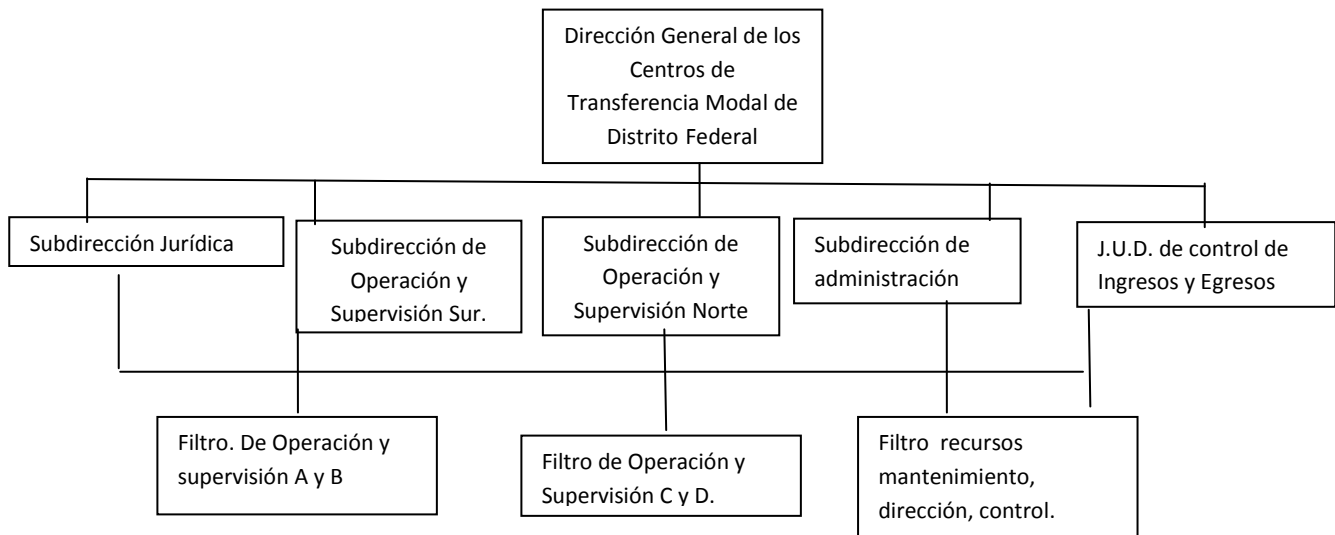 Dirección General de los
Centros de
Transferencia Modal de
Distrito Federal
Subdirección Jurídica
Subdirección de
Operación y
Supervisión Sur.
Subdirección de
Operación y
Supervisión Norte
Subdirección de
administración
J.U.D. de control de
Ingresos y Egresos
Filtro. De Operación y
supervisión A y B
Filtro de Operación y
Supervisión C y D.
Filtro recursos
mantenimiento,
dirección, control.